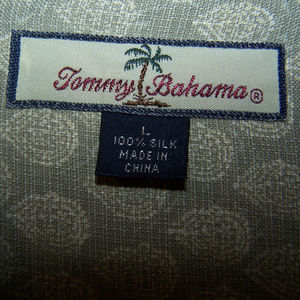 Tommy Bahama®
L
100% SILK
MADE IN
CHINA